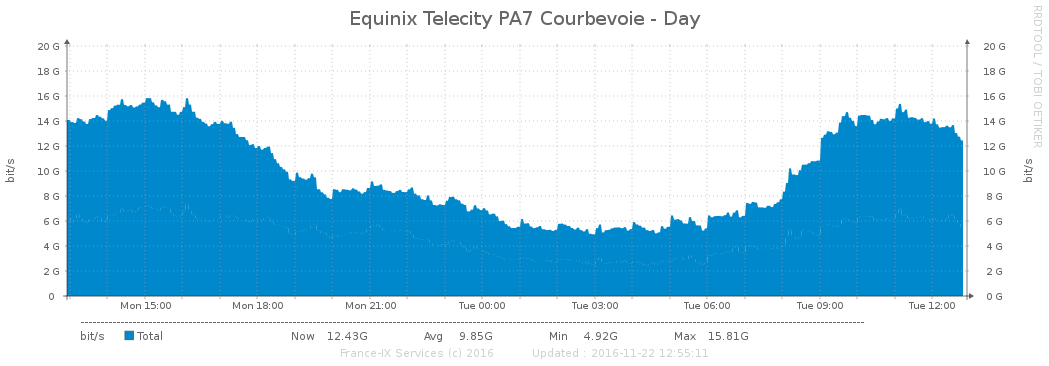 Equinix Telecity PA7 Courbevoie - Day
RRDTOOL / TOBI OETIKER
bit/s
20 G 20 G
18 G 18 G
16 G 16 G
14 G 14 G
12 G 12 G
10 G 10 G
8 G 8 G
6 G 6 G
4 G 4 G
2 G 2 G
0 0 G
bit/s
Mon 15:00 Mon 18:00 Mon 21:00 Tue 00:00 Tue 03:00 Tue 06:00 Tue 09:00 Tue 12:00
bit/s Total Now 12.43G Avg 9.85G Min 4.92G Max 15.81G
France-IX Services (c) 2016 Updated : 2016-11-22 12:55:11